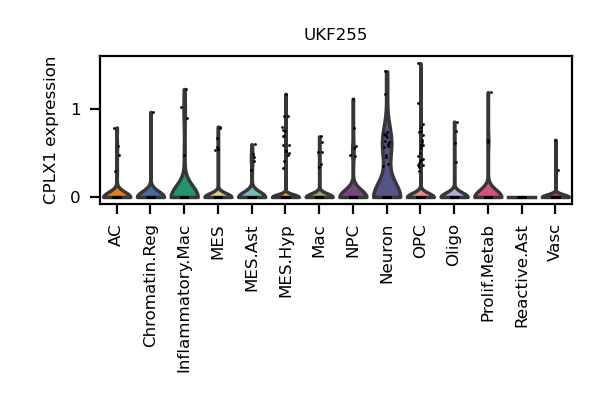 UKF255
CPLX1 expression
1
0
AC
Chromatin.Reg
Inflammatory.Mac
MES
MES.Ast
MES.Hyp
Mac
NPC
Neuron
OPC
Oligo
Prolif.Metab
Reactive.Ast
Vasc